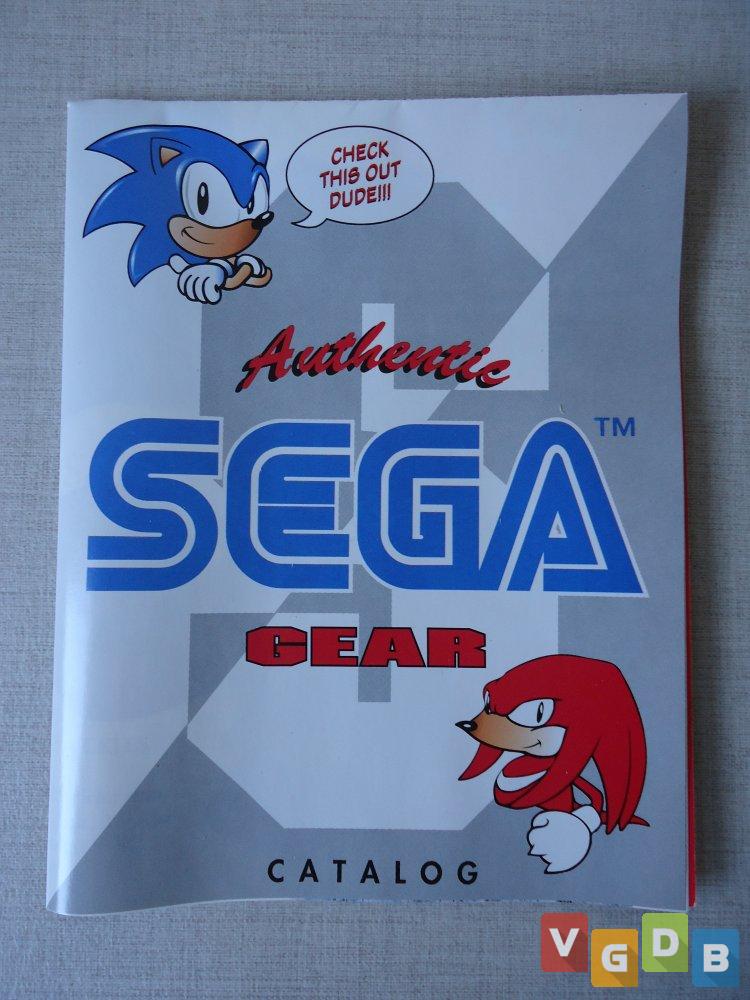 CHECK
THIS OUT
DUDE!!!
Authentic
SEGA™
GEAR
CATALOG
VGDB